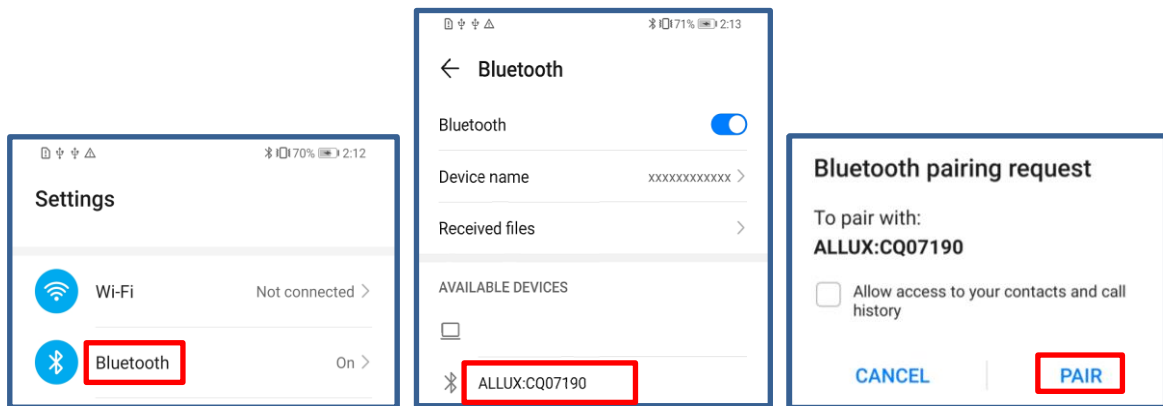 70% 2:12
Settings
Wi-Fi Not connected >
Bluetooth On >
71% 2:13
← Bluetooth
Bluetooth
Device name xxxxxxxxxxxx >
Received files >
AVAILABLE DEVICES
ALLUX:CQ07190
Bluetooth pairing request
To pair with:
ALLUX:CQ07190
Allow access to your contacts and call
history
CANCEL PAIR